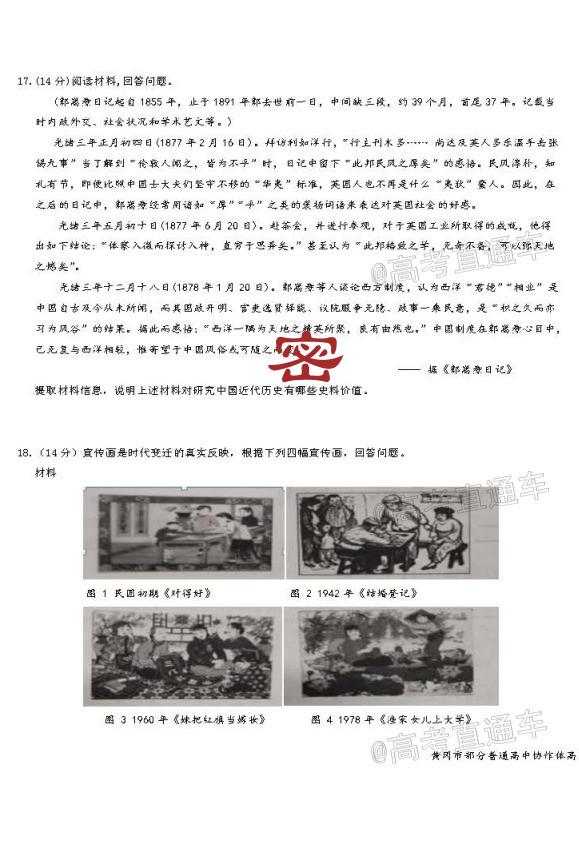 17.(14分)阅读材料,回答问题。
(郭嵩焘日记起自1855年,止于1891年郭去世前一日,中间缺三段,约39个月,首尾37年。记载当
时内政外交、社会状况和学术艺文等。)
光绪三年正月初四(1877年2月16日)。拜访利如洋行,"行主刊木多…… 尚达及英人多乐温手击张
锡九事"当了解到"伦敦人闻之,皆为不平"时,日记中留下"此邦民风之厚矣"的感悟。民风淳朴,知
礼有节,即便比照中国士大夫们坚守不移的"华夷"标准,英国人也不再是什么"夷狄"蛮人。因此,在
之后的日记中,郭嵩焘经常用诸如"厚""平"之类的褒扬词语来表达对英国社会的好感。
光绪三年五月初十日(1877年6月20日)。赴茶会,并进行参观,对于英国工业所取得的成就,他得
出如下结论:"体察入微而探讨入神,直穷于思异矣。"甚至认为"此邦格致之学,无奇不备,可以弥天地
之憾矣"。
光绪三年十二月十八日(1878年1月20日)。郭嵩焘等人谈论西方制度,认为西方"君德""相业"是
中国自古及今从未所闻,而其国政开明、官吏选贤择能、议院服争无隐、政事一乘民意,是"积之久而亦
习为风俗"的结果。据此而感悟:"西洋一隅为天地之精英所聚,良有由然也。"中国制度在郭嵩焘心目中,
已无复与西洋相较,惟寄望于中国风俗或可随之而
密
—— 据《郭嵩焘日记》
提取材料信息,说明上述材料对研究中国近代历史有哪些史料价值。
18.(14分)宣传画是时代变迁的真实反映,根据下列四幅宣传画,回答问题。
材料
图 1 民国初期《对得好》
图 2 1942年《结婚登记》
图 3 1960年《妹把红旗当嫁妆》
图 4 1978年《渔家女儿上大学》
@高考直通车
@高考直通车
@高考直通车
黄冈市部分普通高中协作体高